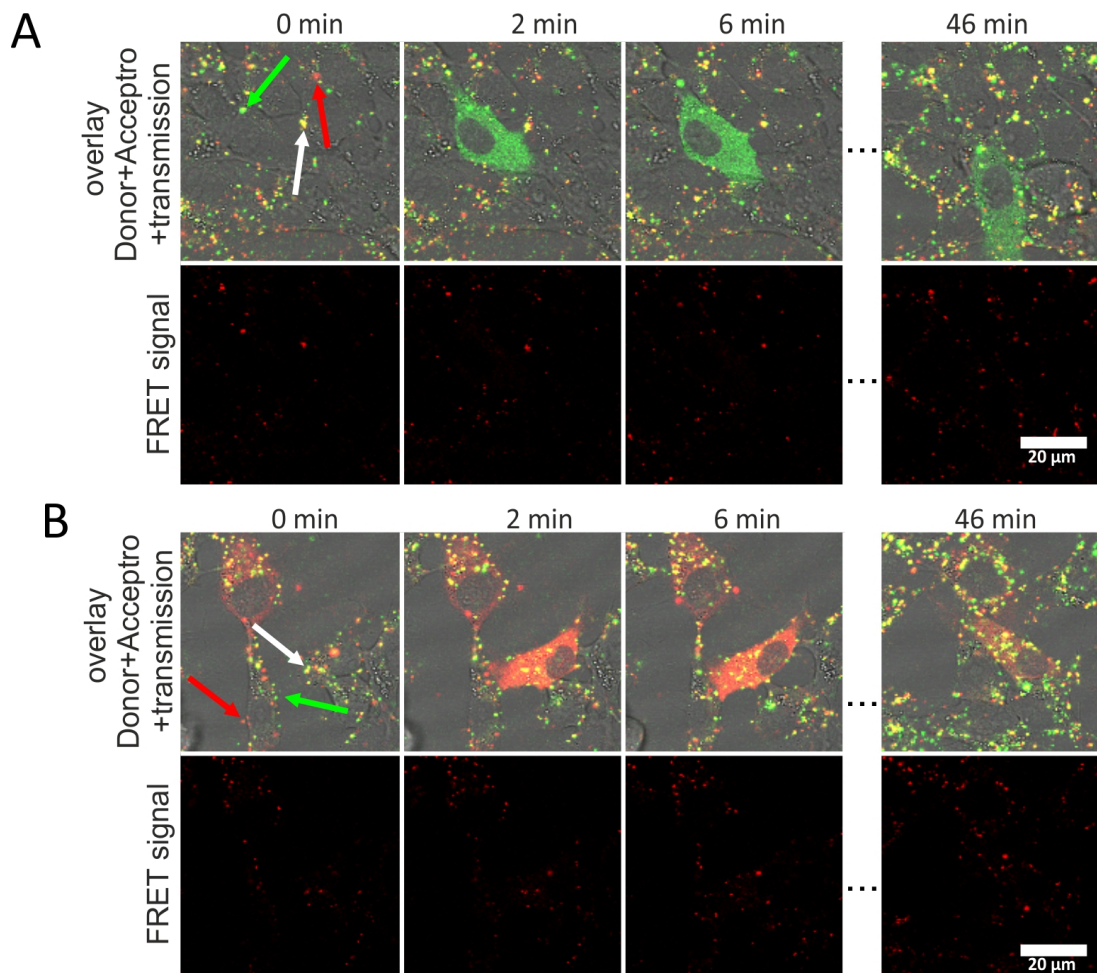 A
0 min 2 min 6 min 46 min
overlay
Donor+Acceptro
+transmission
...
FRET signal
...
20 µm
B
0 min 2 min 6 min 46 min
overlay
Donor+Acceptro
+transmission
...
FRET signal
...
20 µm